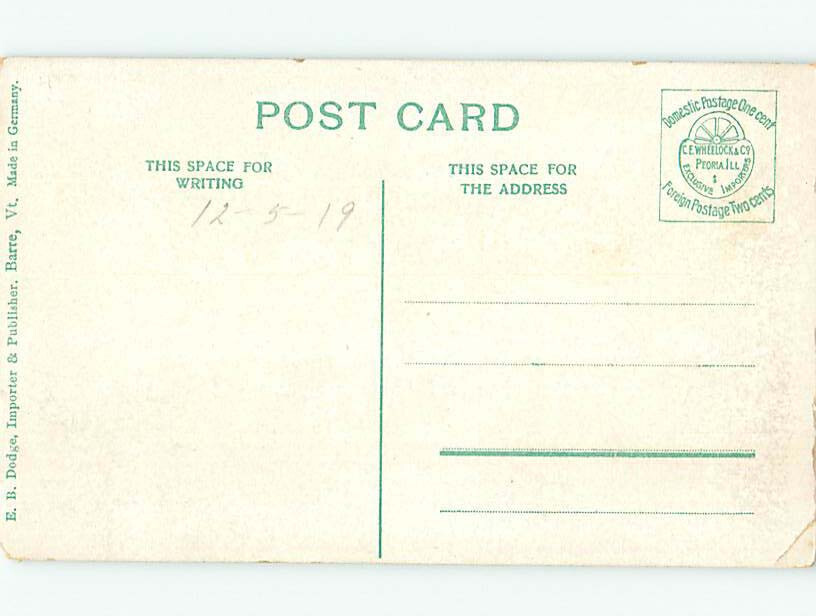 POST CARD
THIS SPACE FOR
WRITING
12-5-19
THIS SPACE FOR
THE ADDRESS
Domestic Postage One cent
C.E. WHEELOCK & Co
PEORIA ILL
EXCLUSIVE IMPORTERS
Foreign Postage Two cents
E. B. Dodge, Importer & Publisher. Barre, Vt. Made in Germany.